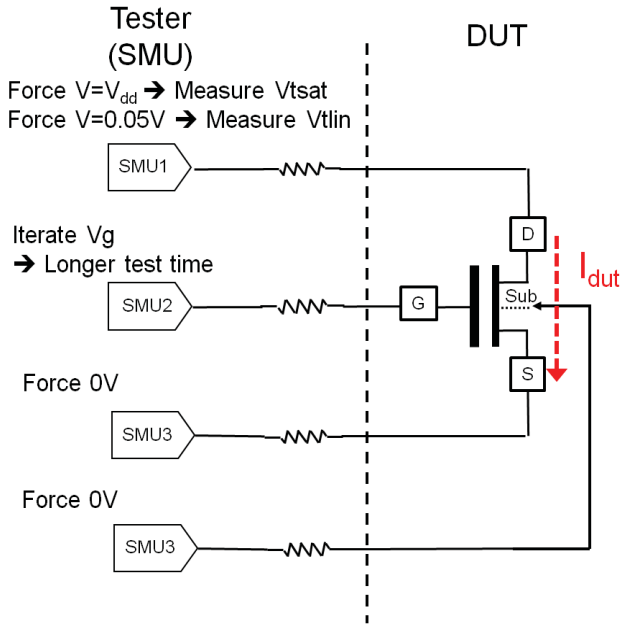 Tester
(SMU)
DUT
Force V=Vdd ➔ Measure Vtsat
Force V=0.05V ➔ Measure Vtlin
SMU1
D
Iterate Vg
➔ Longer test time
Idut
Sub
SMU2
G
S
Force 0V
SMU3
Force 0V
SMU3